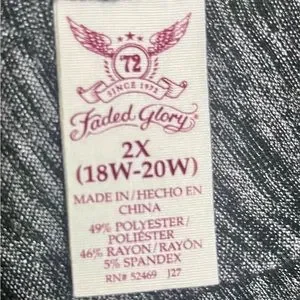 '72
SINCE 1972
Faded Glory
2X
(18W-20W)
MADE IN/HECHO EN
CHINA
49% POLYESTER/
POLIÉSTER
46% RAYON/RAYÓN
5% SPANDEX
RN# 52469 J27